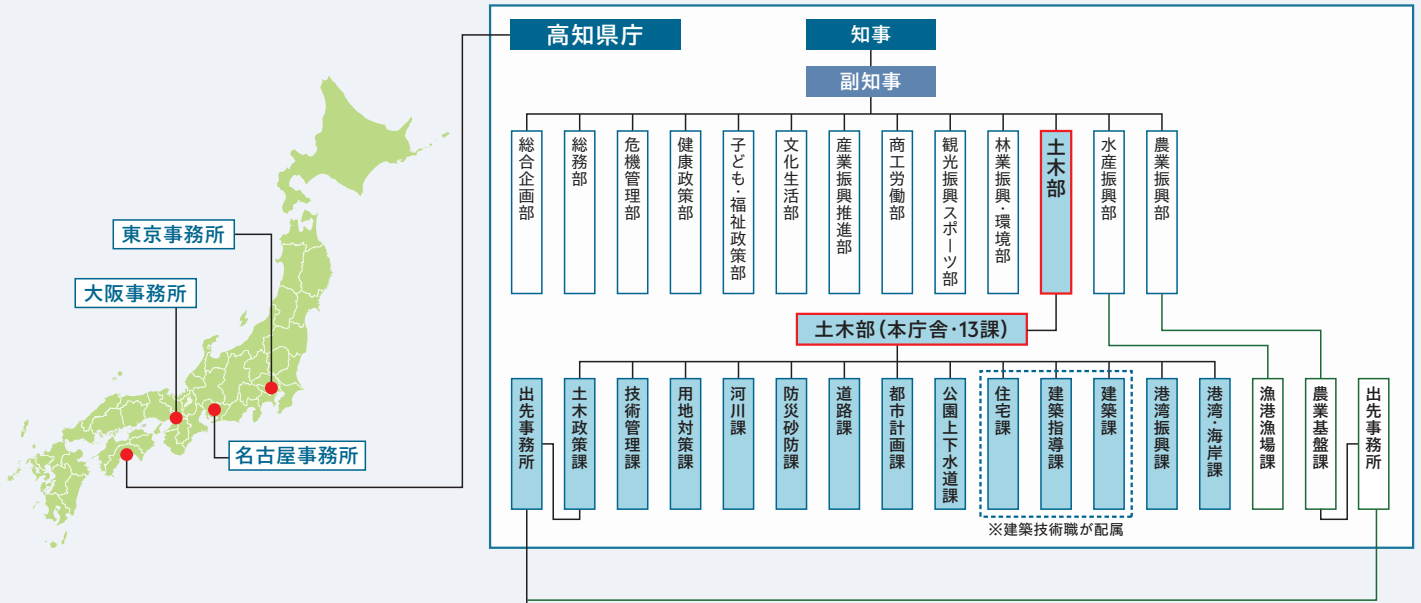 高知県庁
知事
副知事
総合企画部
総務部
危機管理部
健康政策部
子ども・福祉政策部
文化生活部
産業振興推進部
商工労働部
観光振興スポーツ部
林業振興・環境部
土木部
水産振興部
農業振興部
東京事務所
大阪事務所
名古屋事務所
土木部(本庁舎・13課)
出先事務所
土木政策課
技術管理課
用地対策課
河川課
防災砂防課
道路課
都市計画課
公園上下水道課
住宅課
建築指導課
建築課
港湾振興課
港湾・海岸課
漁港漁場課
農業基盤課
出先事務所
※建築技術職が配属